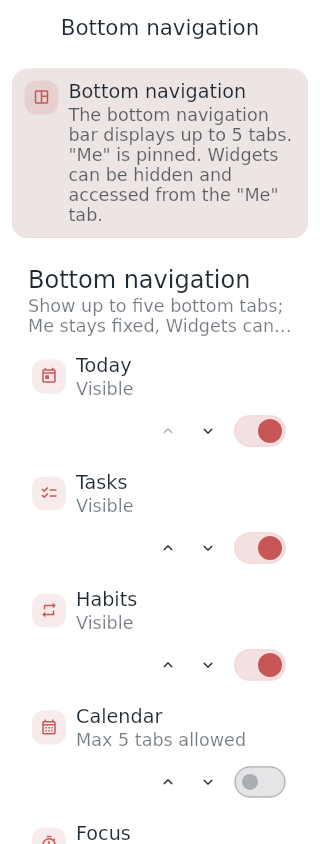 Bottom navigation
Bottom navigation
The bottom navigation
bar displays up to 5 tabs.
"Me" is pinned. Widgets
can be hidden and
accessed from the "Me"
tab.
Bottom navigation
Show up to five bottom tabs;
Me stays fixed, Widgets can…
Today
Visible
Tasks
Visible
Habits
Visible
Calendar
Max 5 tabs allowed
Focus